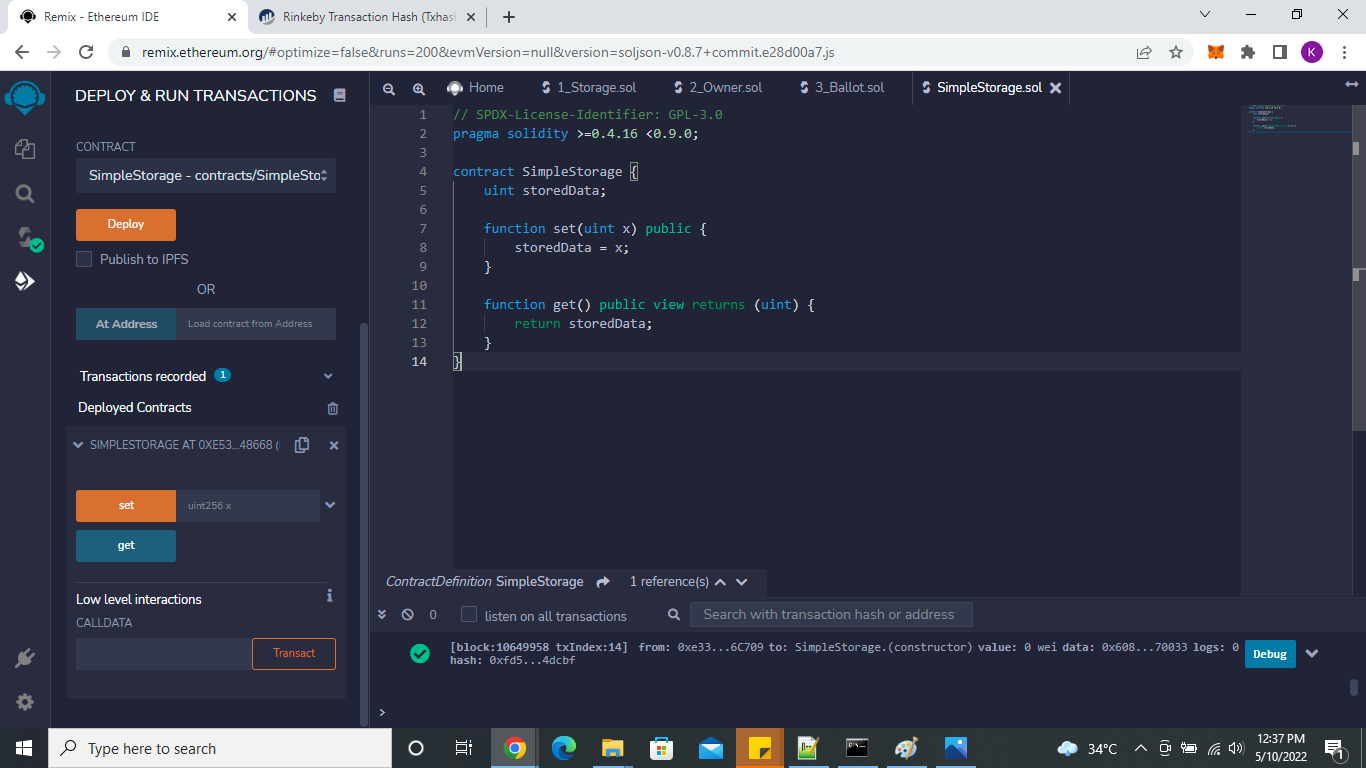 Remix - Ethereum IDE
Rinkeby Transaction Hash (Txhas
remix.ethereum.org/#optimize=false&runs=200&evmVersion=null&version=soljson-v0.8.7+commit.e28d00a7.js
K
DEPLOY & RUN TRANSACTIONS
CONTRACT
SimpleStorage - contracts/SimpleSto
Deploy
Publish to IPFS
OR
At Address
Load contract from Address
Transactions recorded 1
Deployed Contracts
SIMPLESTORAGE AT 0XE53...48668 (
set
uint256 x
get
Low level interactions
i
CALLDATA
Transact
Home
1_Storage.sol
2_Owner.sol
3_Ballot.sol
SimpleStorage.sol
1 // SPDX-License-Identifier: GPL-3.0
2 pragma solidity >=0.4.16 <0.9.0;
3
4 contract SimpleStorage {
5 uint storedData;
6
7 function set(uint x) public {
8 storedData = x;
9 }
10
11 function get() public view returns (uint) {
12 return storedData;
13 }
14 }
ContractDefinition SimpleStorage 1 reference(s)
0
listen on all transactions
Search with transaction hash or address
[block:10649958 txIndex:14] from: 0xe33...6C709 to: SimpleStorage.(constructor) value: 0 wei data: 0x608...70033 logs: 0
hash: 0xfd5...4dcbf
Debug
>
Type here to search
34°C
12:37 PM
5/10/2022
1